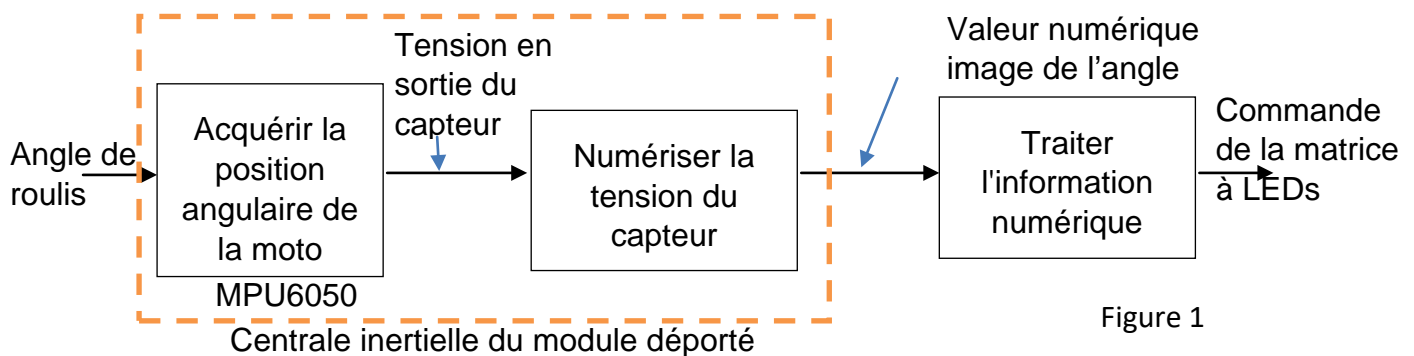 Angle de
roulis
Acquérir la
position
angulaire de
la moto
MPU6050
Tension en
sortie du
capteur
Numériser la
tension du
capteur
Centrale inertielle du module déporté
Valeur numérique
image de l'angle
Traiter
l'information
numérique
Commande
de la matrice
à LEDs
Figure 1